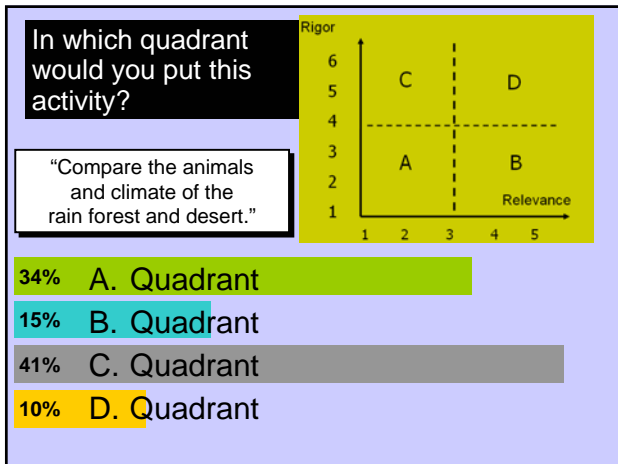 In which quadrant
would you put this
activity?
Rigor
6
5
4
3
2
1
C
D
A
B
Relevance
1 2 3 4 5
“Compare the animals
and climate of the
rain forest and desert.”
34% A. Quadrant
15% B. Quadrant
41% C. Quadrant
10% D. Quadrant